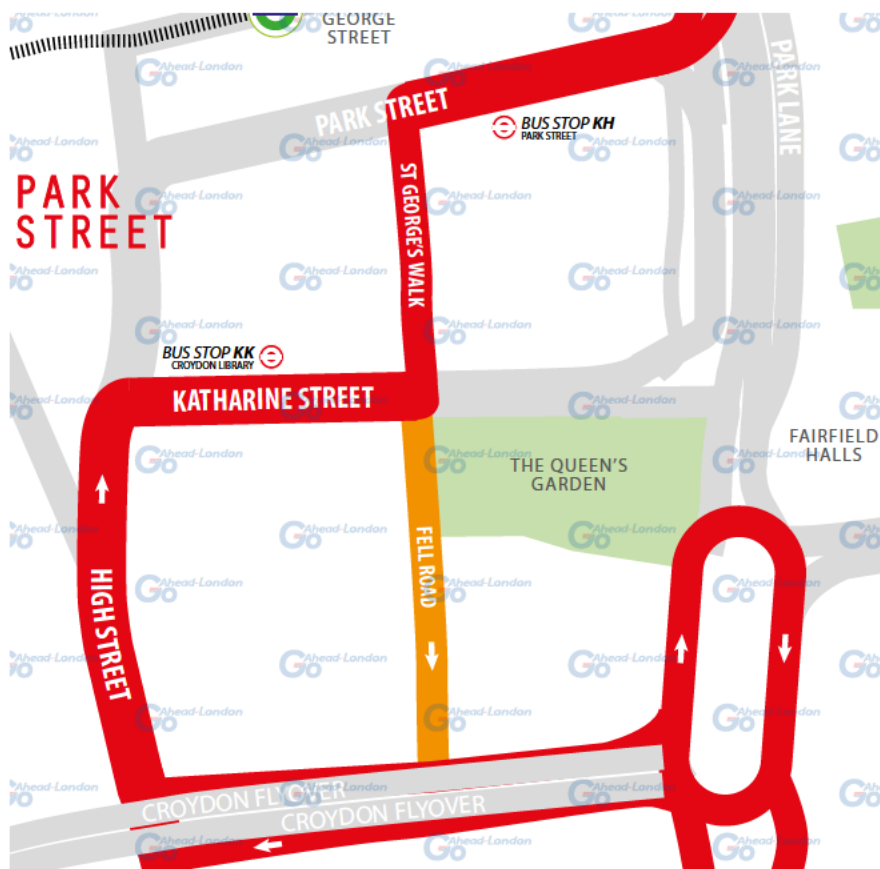 GEORGE
STREET
PARK LANE
PARK STREET
BUS STOP KH
PARK STREET
PARK
STREET
ST GEORGE'S WALK
BUS STOP KK
CROYDON LIBRARY
KATHARINE STREET
FAIRFIELD
HALLS
THE QUEEN'S
GARDEN
FELL ROAD
HIGH STREET
CROYDON FLYOVER
CROYDON FLYOVER
Go Ahead-London